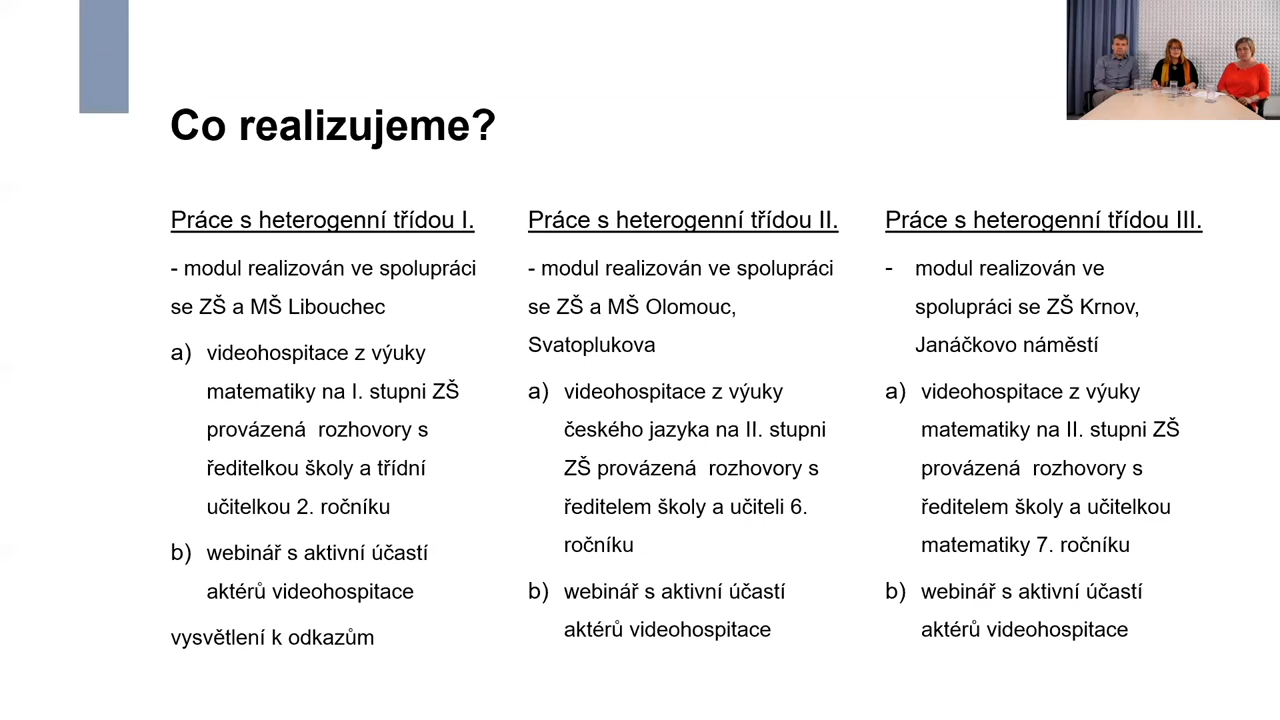 Co realizujeme?
Práce s heterogenní třídou I.
- modul realizován ve spolupráci
se ZŠ a MŠ Libouchec
a) videohospitace z výuky
matematiky na I. stupni ZŠ
provázená  rozhovory s
ředitelkou školy a třídní
učitelkou 2. ročníku
b) webinář s aktivní účastí
aktérů videohospitace
vysvětlení k odkazům
Práce s heterogenní třídou II.
- modul realizován ve spolupráci
se ZŠ a MŠ Olomouc,
Svatoplukova
a) videohospitace z výuky
českého jazyka na II. stupni
ZŠ provázená  rozhovory s
ředitelem školy a učiteli 6.
ročníku
b) webinář s aktivní účastí
aktérů videohospitace
Práce s heterogenní třídou III.
- modul realizován ve
spolupráci se ZŠ Krnov,
Janáčkovo náměstí
a) videohospitace z výuky
matematiky na II. stupni ZŠ
provázená  rozhovory s
ředitelem školy a učitelkou
matematiky 7. ročníku
b) webinář s aktivní účastí
aktérů videohospitace